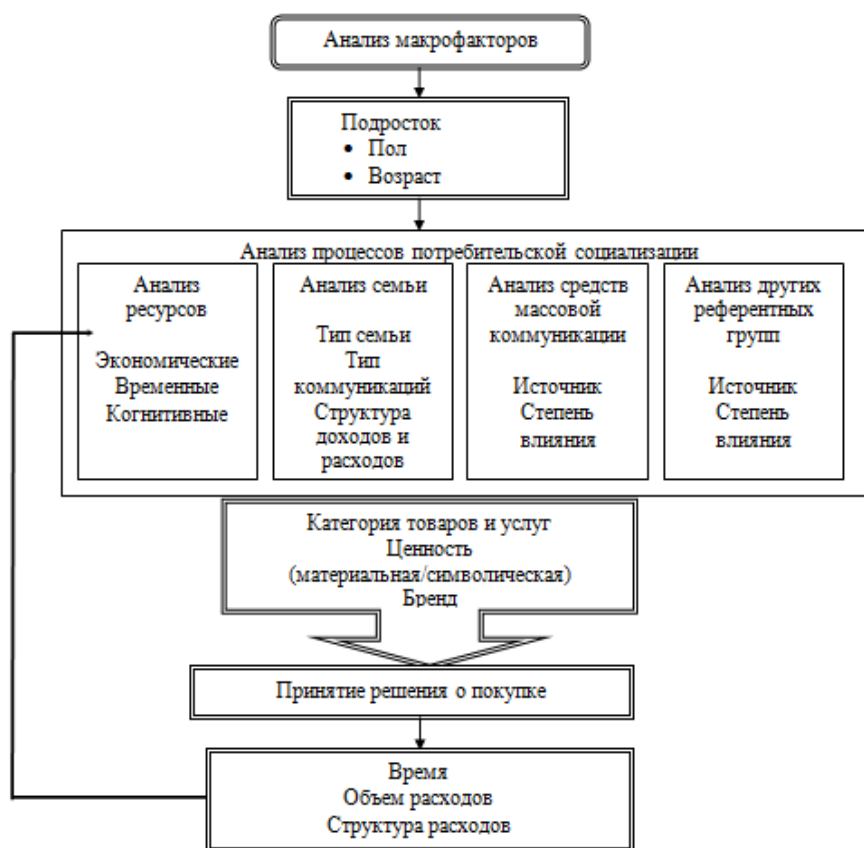 Анализ макрофакторов
Подросток
• Пол
• Возраст
Анализ процессов потребительской социализации
Анализ
ресурсов
Экономические
Временные
Когнитивные
Анализ семьи
Тип семьи
Тип
коммуникаций
Структура
доходов и
расходов
Анализ средств
массовой
коммуникации
Источник
Степень
влияния
Анализ других
референтных
групп
Источник
Степень
влияния
Категория товаров и услуг
Ценность
(материальная/символическая)
Бренд
Принятие решения о покупке
Время
Объем расходов
Структура расходов